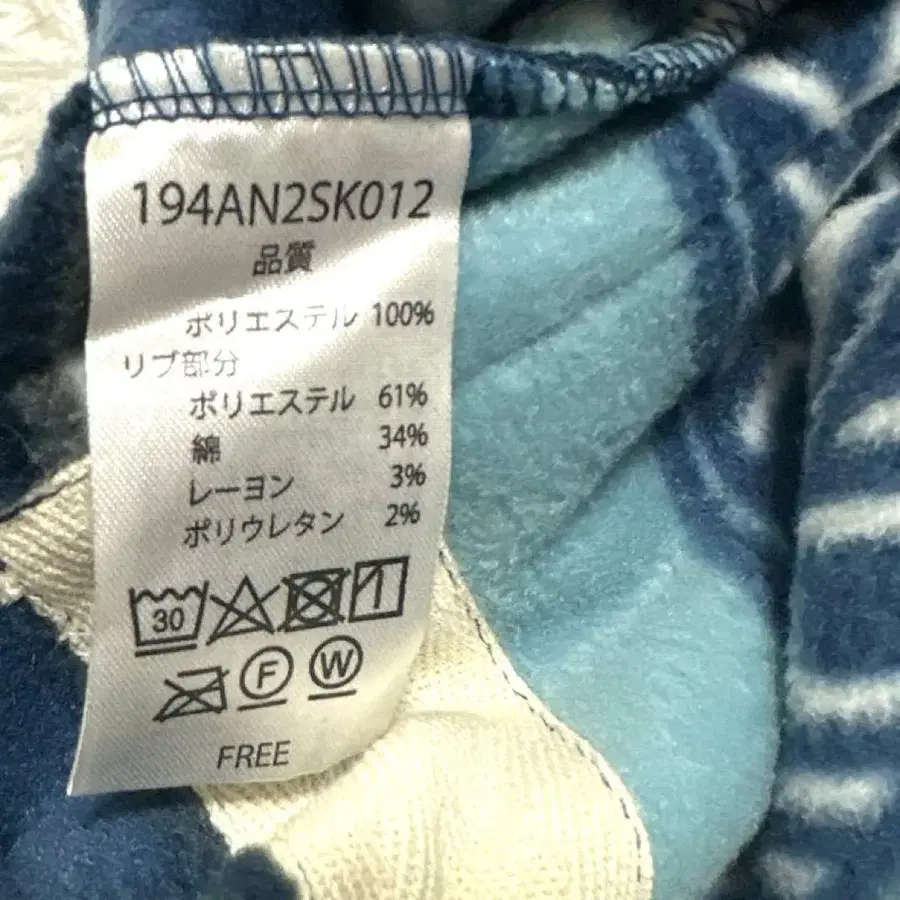 194AN2SK012
品質
ポリエステル 100%
リブ部分
ポリエステル 61%
綿 34%
レーヨン 3%
ポリウレタン 2%
30
F W
FREE